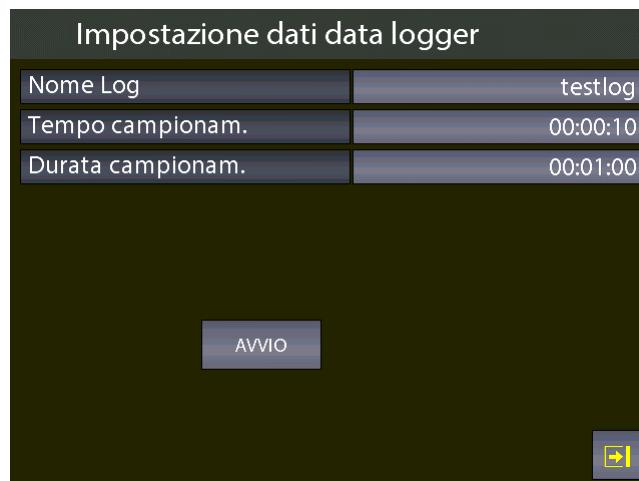 Impostazione dati data logger
Nome Log testlog
Tempo campionam. 00:00:10
Durata campionam. 00:01:00
AVVIO